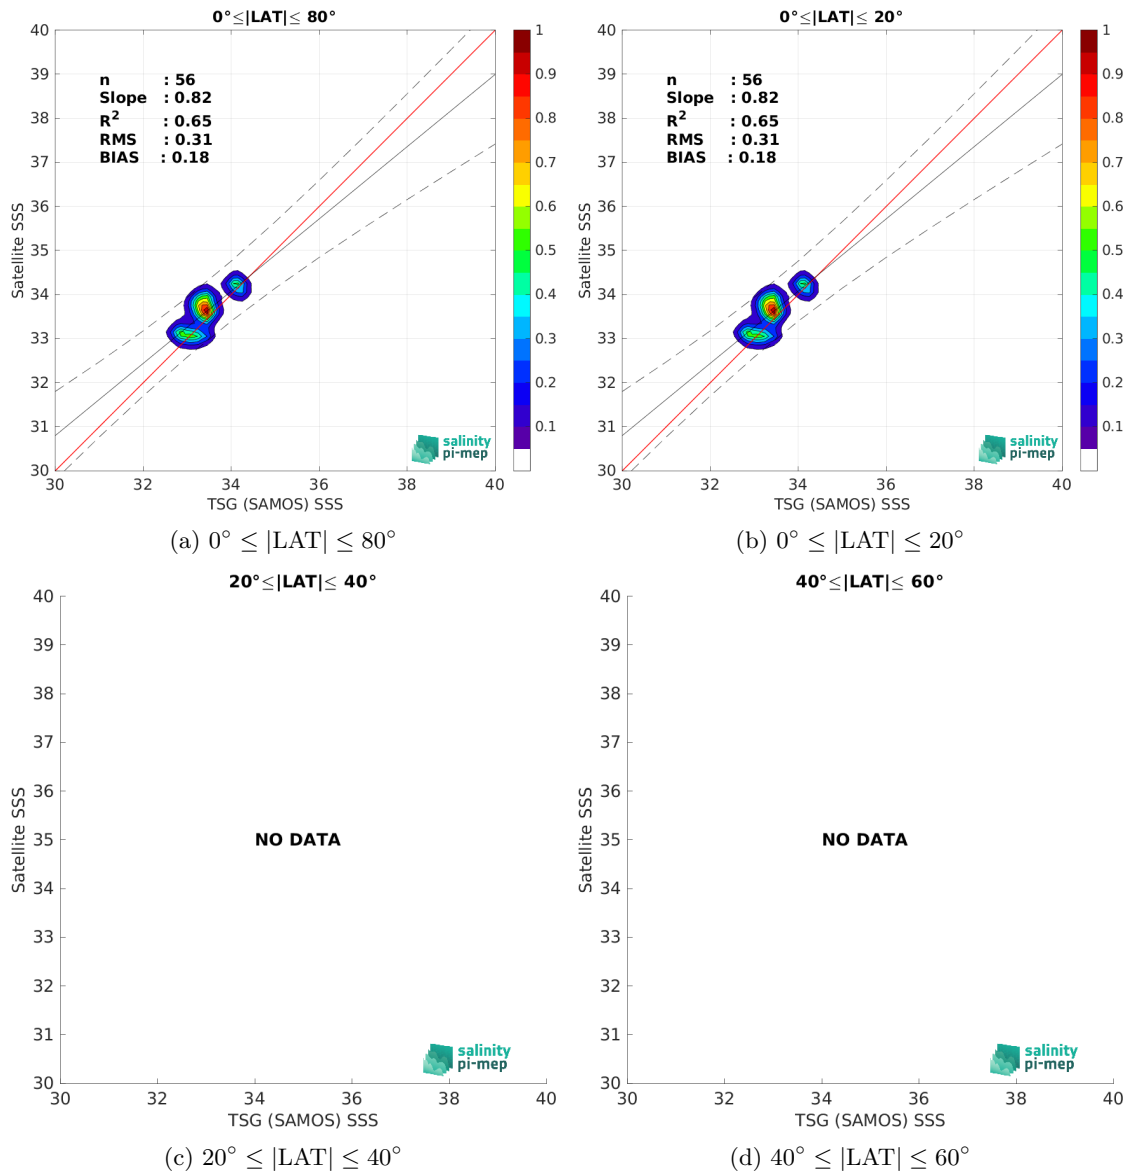 0°≤|LAT|≤ 80°
40
39
38
37
36
35
34
33
32
31
30
Satellite SSS
n : 56
Slope : 0.82
R² : 0.65
RMS : 0.31
BIAS : 0.18
salinity
pi-mep
30 32 34 36 38 40
TSG (SAMOS) SSS
1
0.9
0.8
0.7
0.6
0.5
0.4
0.3
0.2
0.1
(a) 0° ≤ |LAT| ≤ 80°
0°≤|LAT|≤ 20°
40
39
38
37
36
35
34
33
32
31
30
Satellite SSS
n : 56
Slope : 0.82
R² : 0.65
RMS : 0.31
BIAS : 0.18
salinity
pi-mep
30 32 34 36 38 40
TSG (SAMOS) SSS
1
0.9
0.8
0.7
0.6
0.5
0.4
0.3
0.2
0.1
(b) 0° ≤ |LAT| ≤ 20°
20°≤|LAT|≤ 40°
40
39
38
37
36
35
34
33
32
31
30
Satellite SSS
NO DATA
salinity
pi-mep
30 32 34 36 38 40
TSG (SAMOS) SSS
(c) 20° ≤ |LAT| ≤ 40°
40°≤|LAT|≤ 60°
40
39
38
37
36
35
34
33
32
31
30
Satellite SSS
NO DATA
salinity
pi-mep
30 32 34 36 38 40
TSG (SAMOS) SSS
(d) 40° ≤ |LAT| ≤ 60°